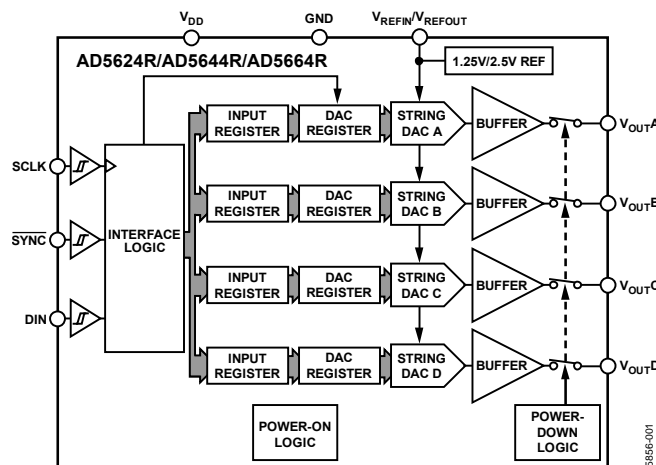 V_DD
GND
V_REFIN/V_REFOUT
AD5624R/AD5644R/AD5664R
1.25V/2.5V REF
INPUT
REGISTER
DAC
REGISTER
STRING
DAC A
BUFFER
V_OUTA
SCLK
INPUT
REGISTER
DAC
REGISTER
STRING
DAC B
BUFFER
V_OUTB
SYNC
INTERFACE
LOGIC
INPUT
REGISTER
DAC
REGISTER
STRING
DAC C
BUFFER
V_OUTC
DIN
INPUT
REGISTER
DAC
REGISTER
STRING
DAC D
BUFFER
V_OUTD
POWER-ON
LOGIC
POWER-
DOWN
LOGIC
5856-001